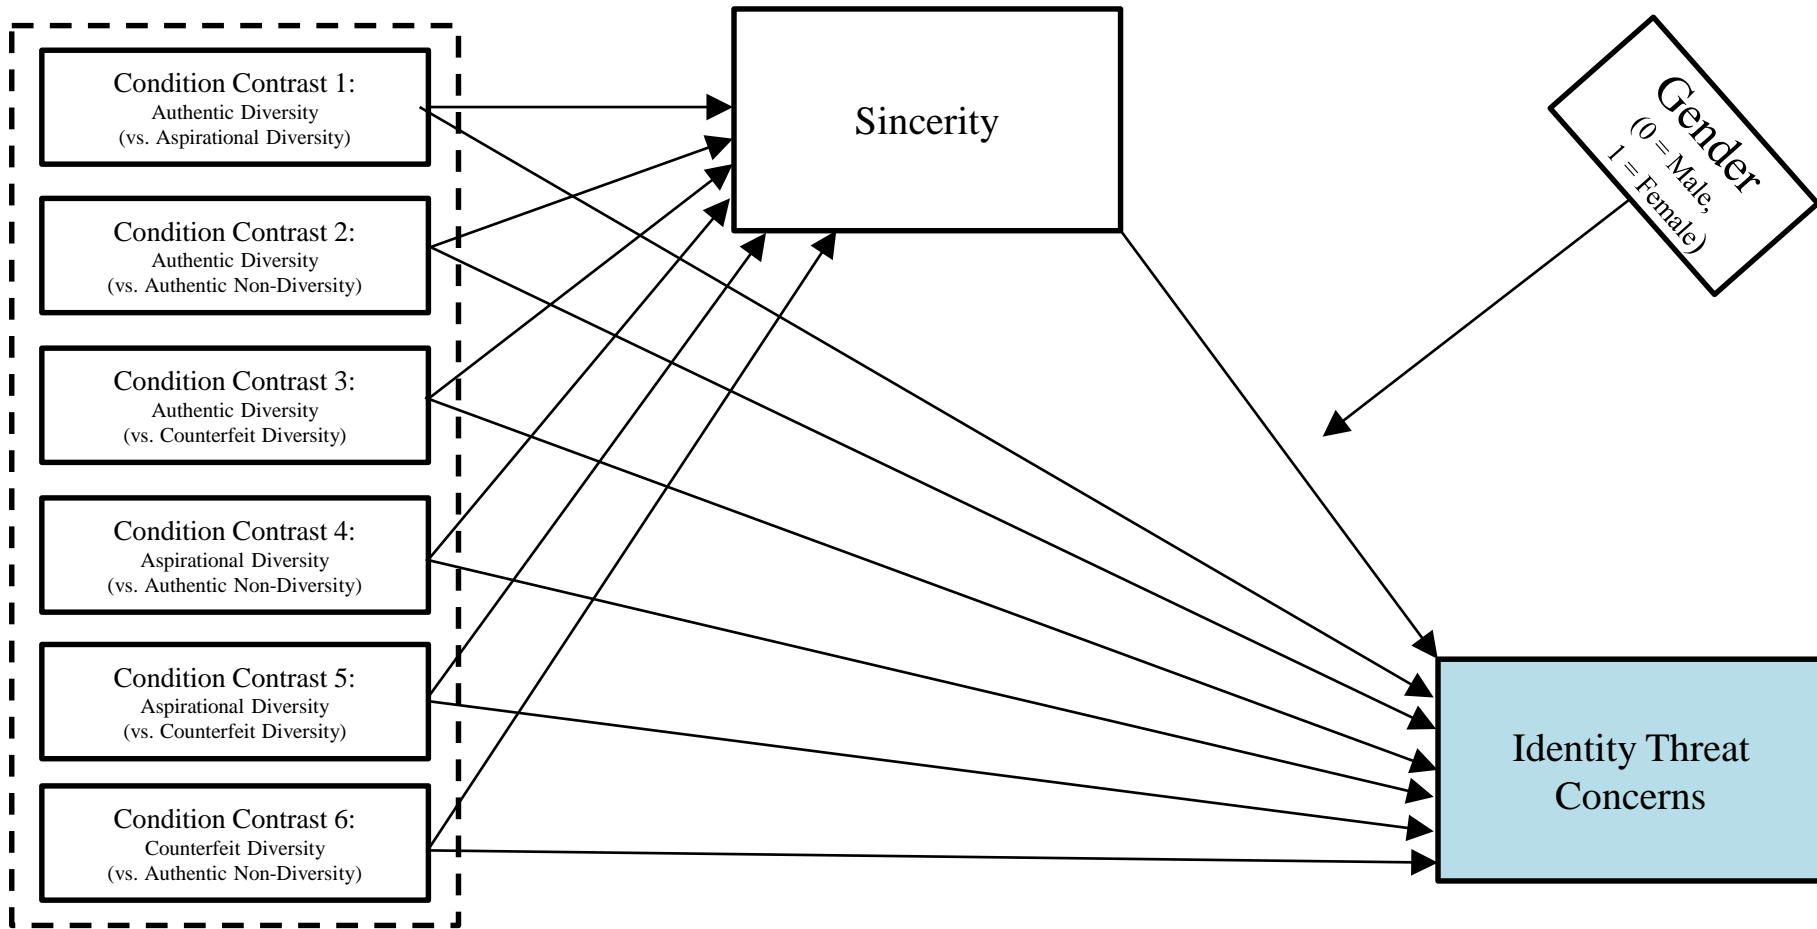 Condition Contrast 1:
Authentic Diversity
(vs. Aspirational Diversity)
Condition Contrast 2:
Authentic Diversity
(vs. Authentic Non-Diversity)
Condition Contrast 3:
Authentic Diversity
(vs. Counterfeit Diversity)
Condition Contrast 4:
Aspirational Diversity
(vs. Authentic Non-Diversity)
Condition Contrast 5:
Aspirational Diversity
(vs. Counterfeit Diversity)
Condition Contrast 6:
Counterfeit Diversity
(vs. Authentic Non-Diversity)
Sincerity
Gender
(0 = Male,
1 = Female)
Identity Threat
Concerns